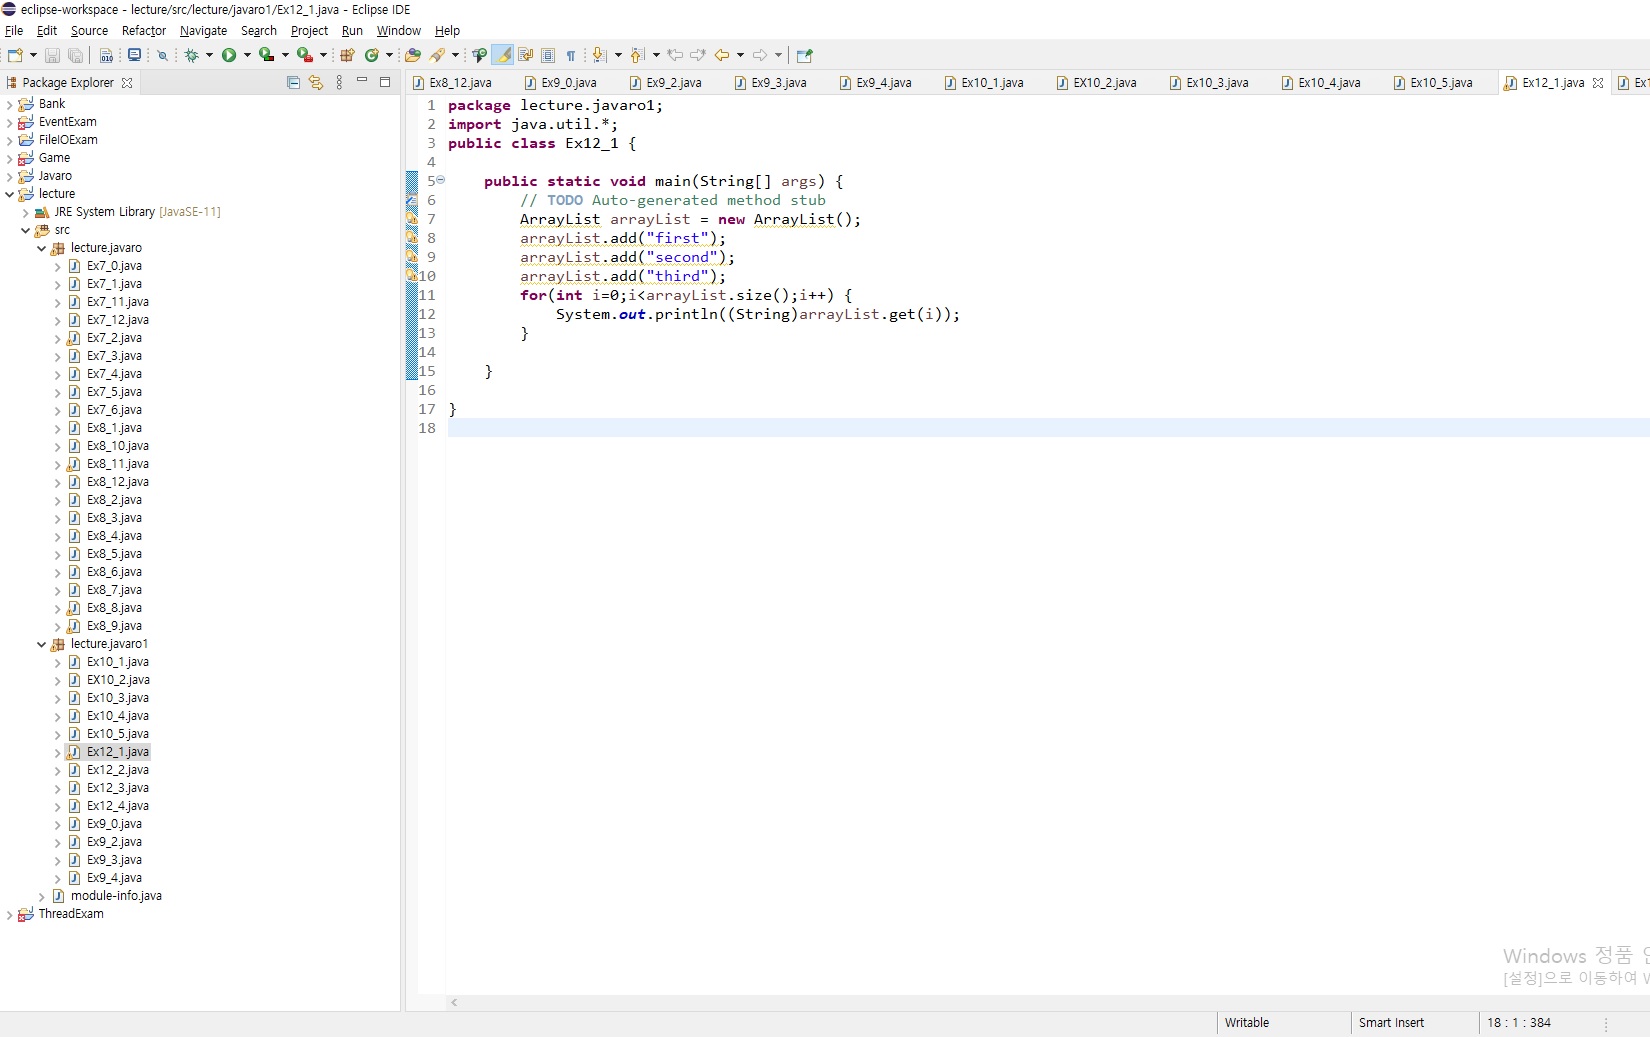 eclipse-workspace - lecture/src/lecture/javaro1/Ex12_1.java - Eclipse IDE
File Edit Source Refactor Navigate Search Project Run Window Help
Package Explorer
Ex8_12.java Ex9_0.java Ex9_2.java Ex9_3.java Ex9_4.java Ex10_1.java EX10_2.java Ex10_3.java Ex10_4.java Ex10_5.java Ex12_1.java
Bank
EventExam
FileIOExam
Game
Javaro
lecture
JRE System Library [JavaSE-11]
src
lecture.javaro
Ex7_0.java
Ex7_1.java
Ex7_11.java
Ex7_12.java
Ex7_2.java
Ex7_3.java
Ex7_4.java
Ex7_5.java
Ex7_6.java
Ex8_1.java
Ex8_10.java
Ex8_11.java
Ex8_12.java
Ex8_2.java
Ex8_3.java
Ex8_4.java
Ex8_5.java
Ex8_6.java
Ex8_7.java
Ex8_8.java
Ex8_9.java
lecture.javaro1
Ex10_1.java
EX10_2.java
Ex10_3.java
Ex10_4.java
Ex10_5.java
Ex12_1.java
Ex12_2.java
Ex12_3.java
Ex12_4.java
Ex9_0.java
Ex9_2.java
Ex9_3.java
Ex9_4.java
module-info.java
ThreadExam
1 package lecture.javaro1;
2 import java.util.*;
3 public class Ex12_1 {
4
5 public static void main(String[] args) {
6 // TODO Auto-generated method stub
7 ArrayList arrayList = new ArrayList();
8 arrayList.add("first");
9 arrayList.add("second");
10 arrayList.add("third");
11 for(int i=0;i<arrayList.size();i++) {
12 System.out.println((String)arrayList.get(i));
13 }
14
15 }
16
17 }
18
Windows 정품
[설정]으로 이동하여
Writable Smart Insert 18 : 1 : 384